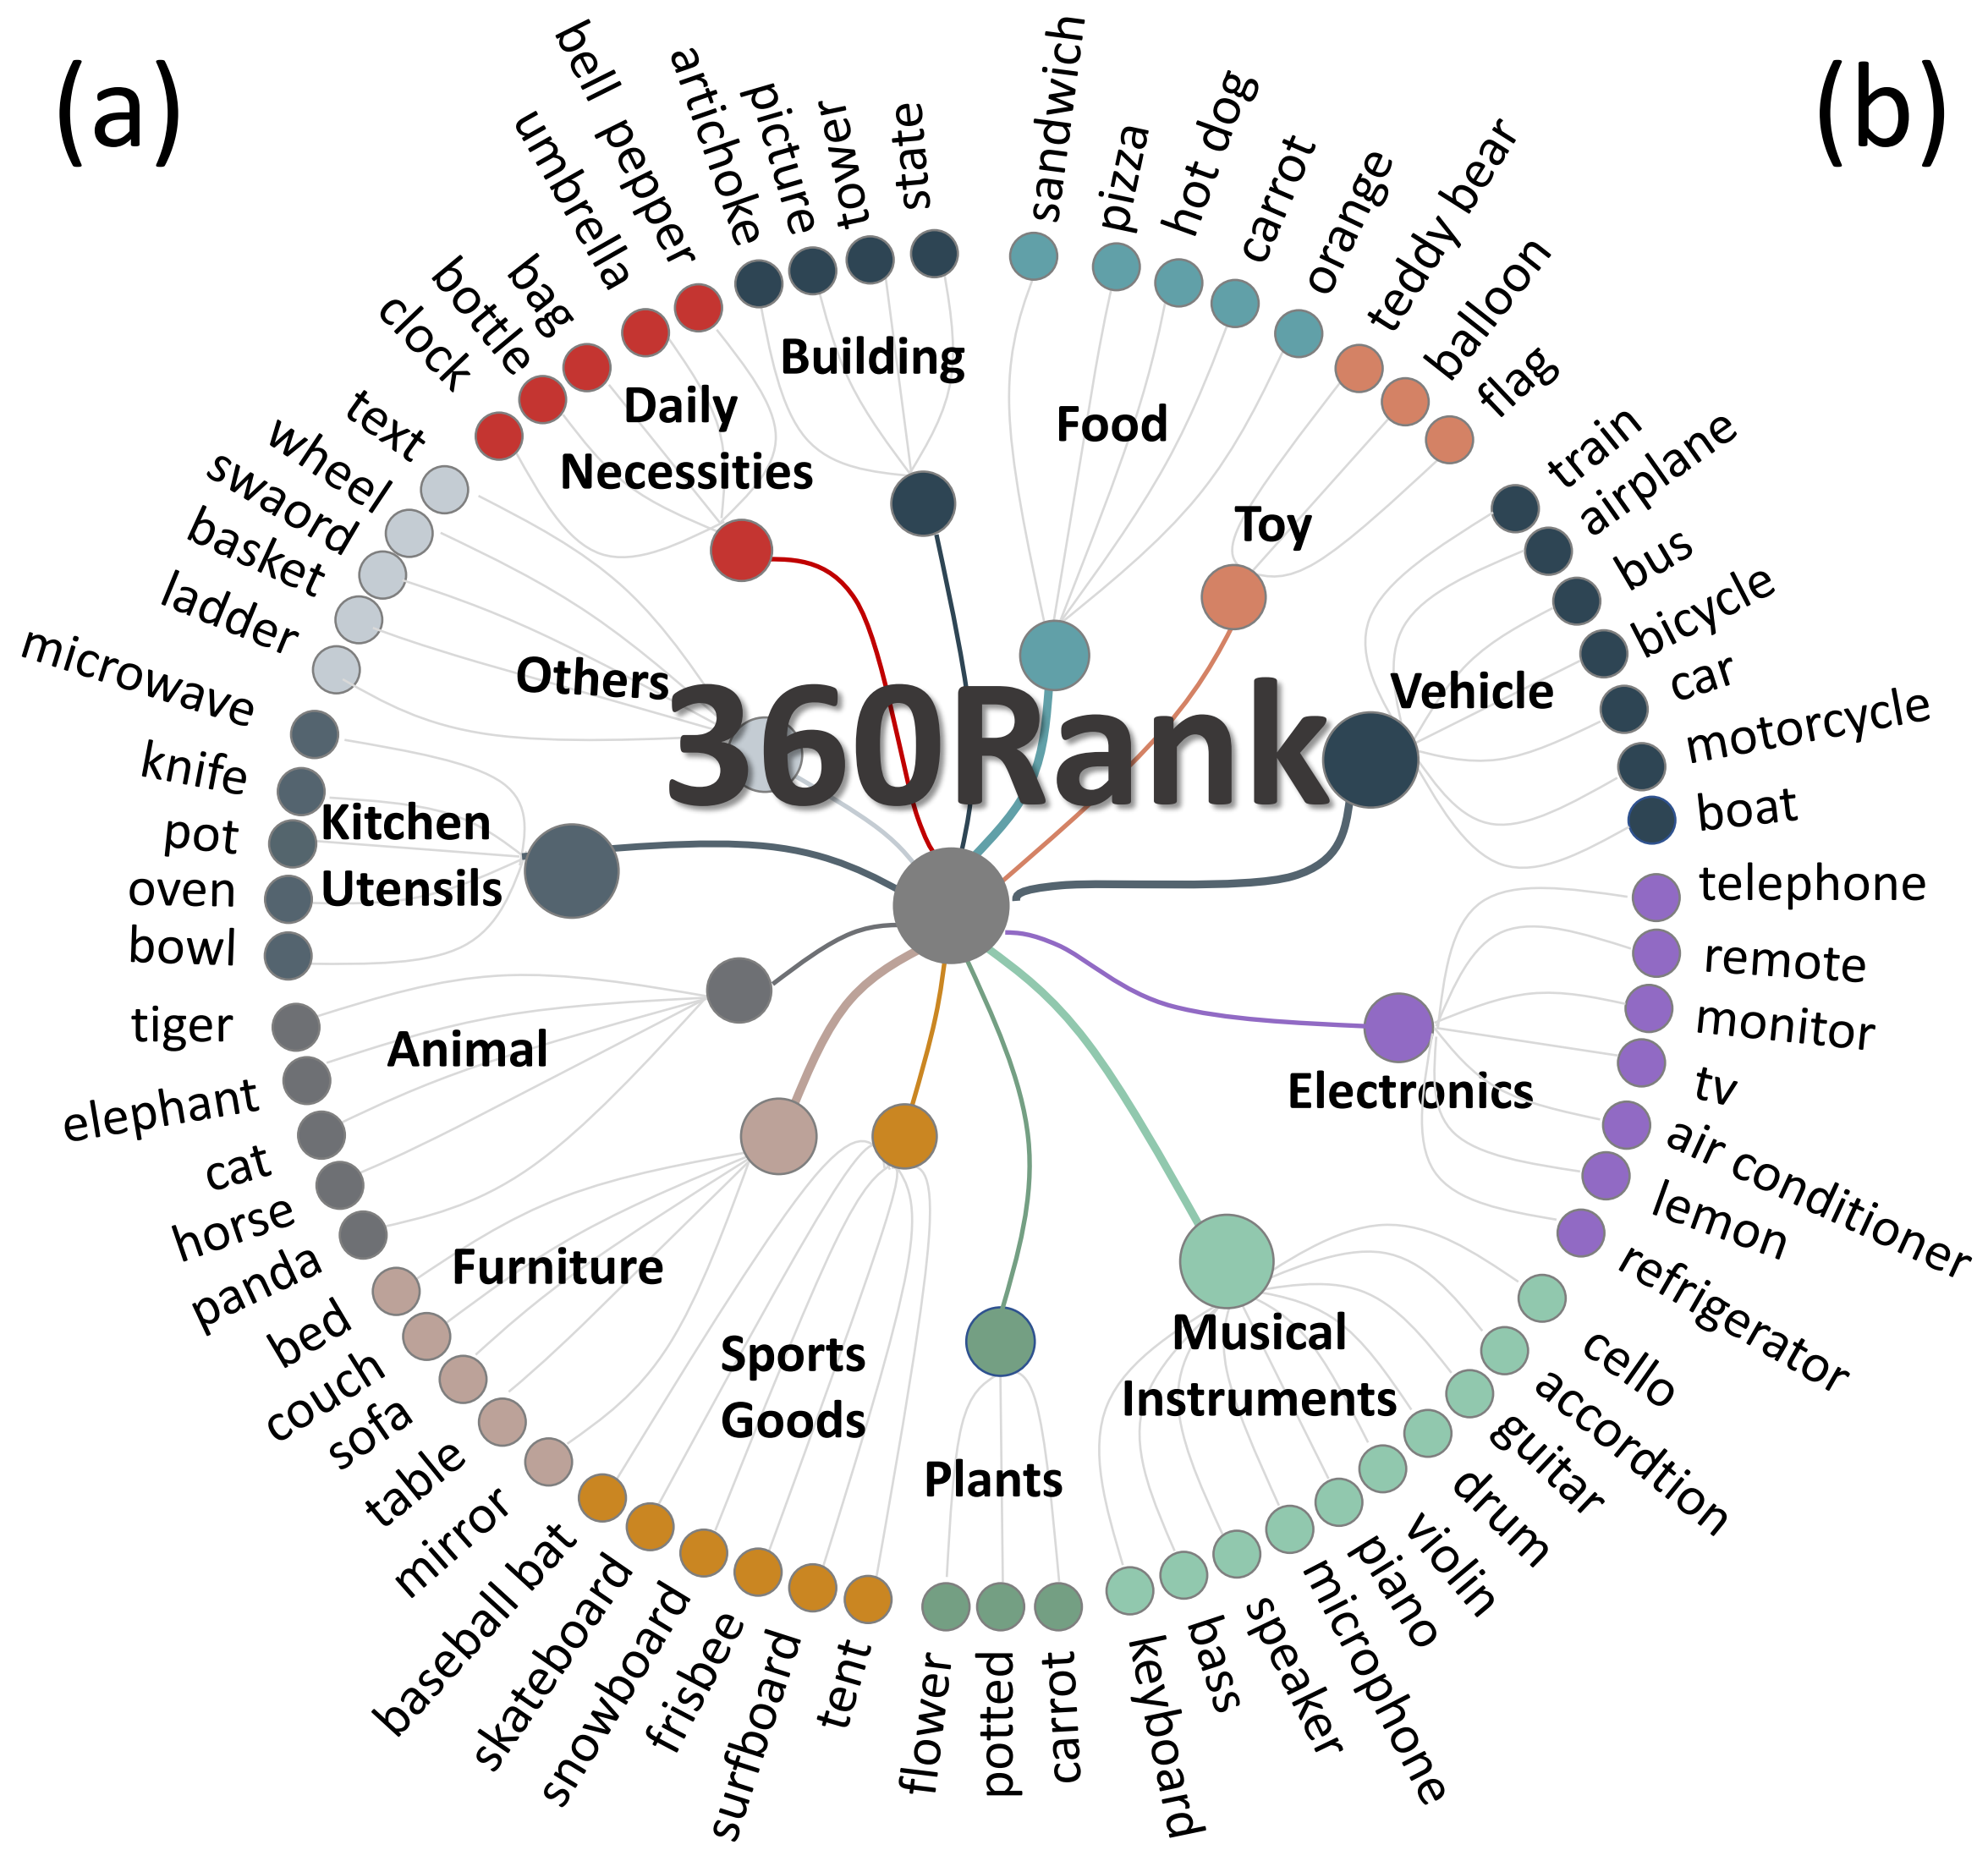 (a)
(b)
360Rank
Building
state
tower
picture
artichoke
Daily
Necessities
bell pepper
umbrella
bag
bottle
clock
Others
text
wheel
swaord
basket
ladder
Kitchen
Utensils
microwave
knife
pot
oven
bowl
Animal
tiger
elephant
cat
horse
panda
Furniture
bed
couch
sofa
table
mirror
Sports
Goods
baseball bat
skateboard
snowboard
frisbee
surfboard
tent
Plants
flower
potted
carrot
Musical
Instruments
keyboard
bass
speaker
microphone
piano
violin
drum
guitar
accordtion
cello
Electronics
refrigerator
lemon
air conditioner
tv
monitor
remote
telephone
Vehicle
boat
motorcycle
car
bicycle
bus
airplane
train
Toy
flag
balloon
teddy bear
Food
orange
carrot
hot dog
pizza
sandwich